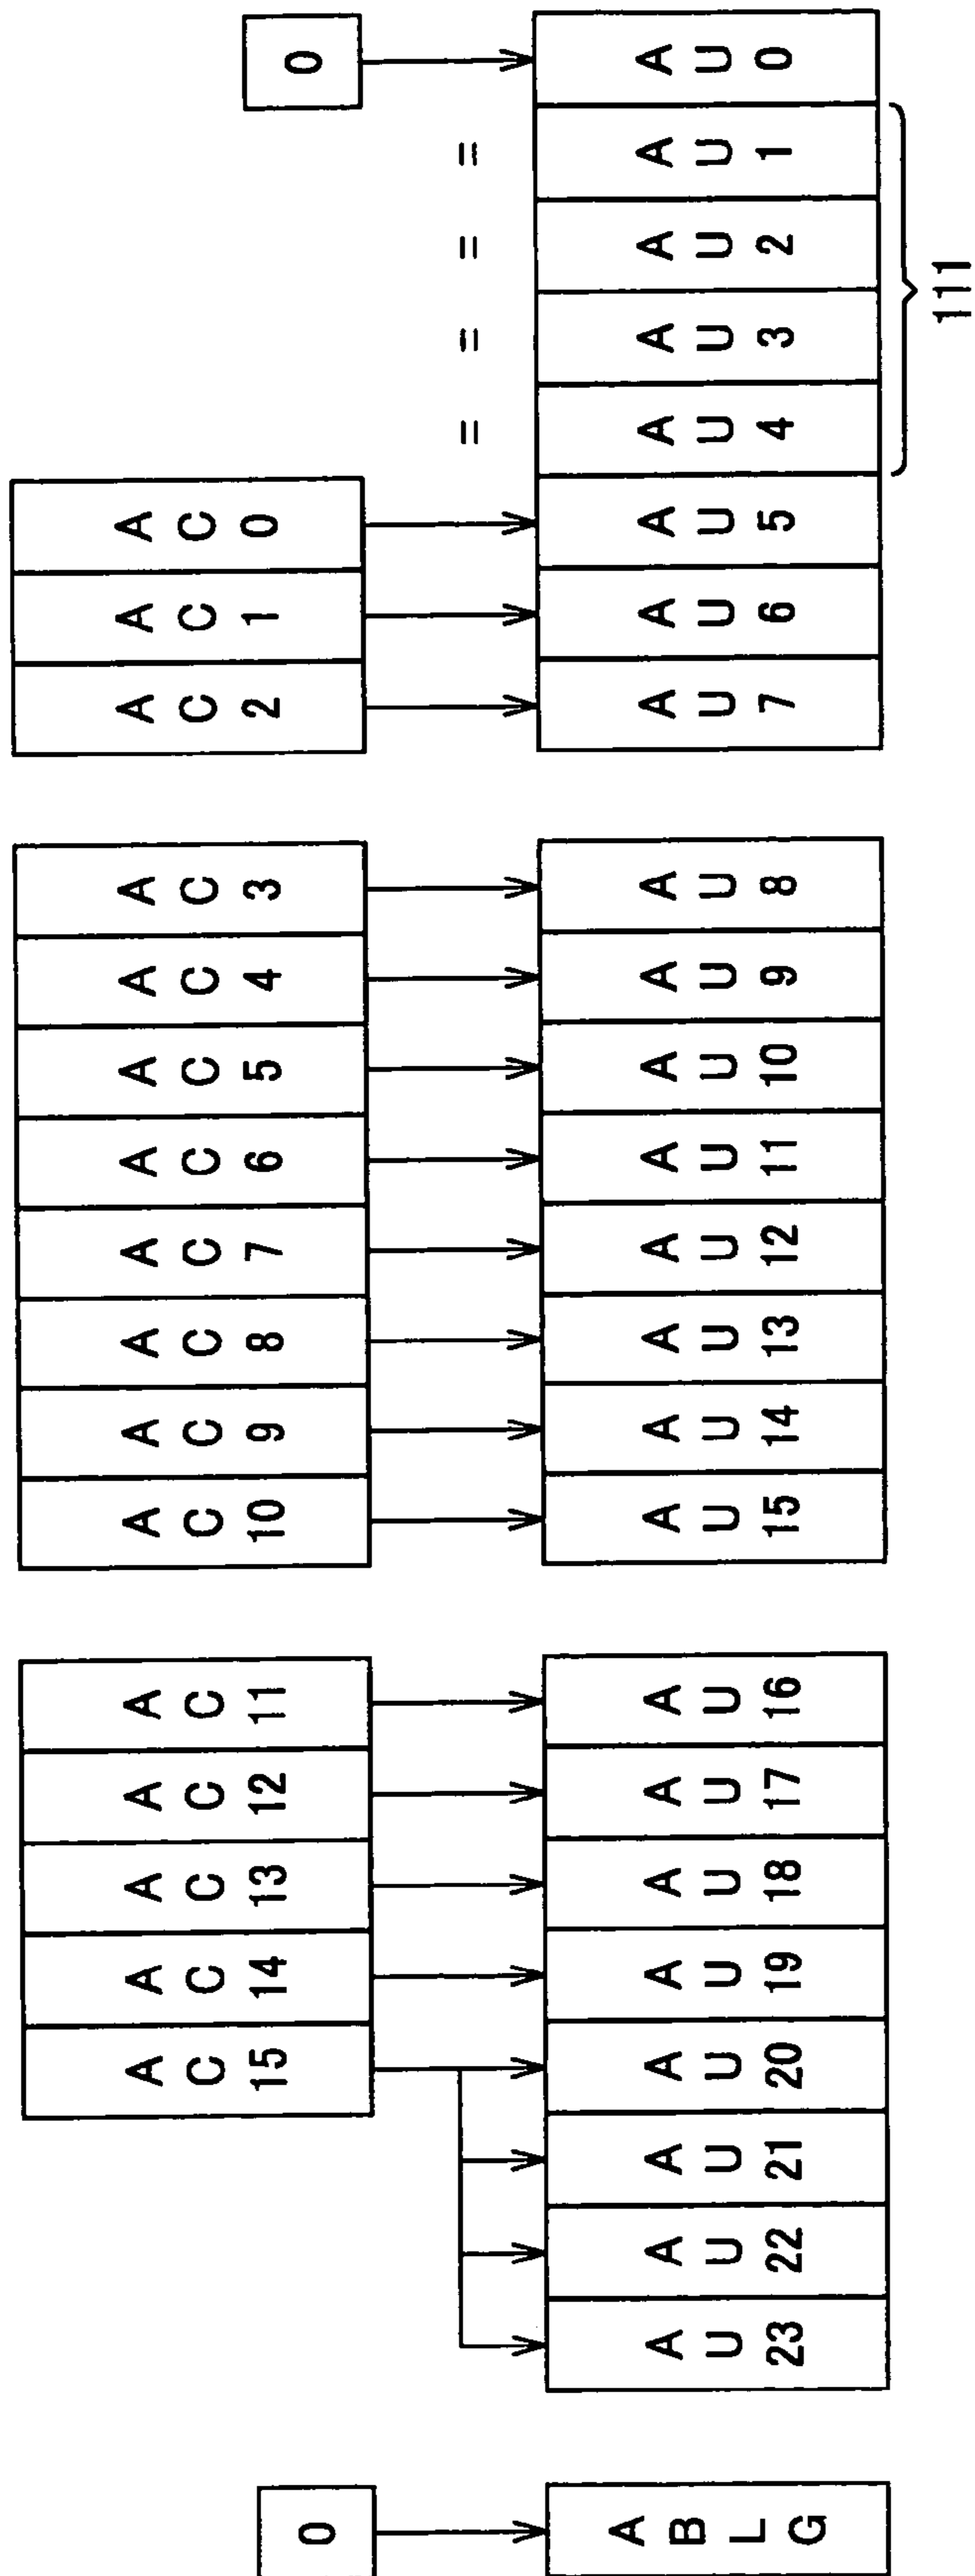 AC15
AC14
AC13
AC12
AC11
AC10
AC9
AC8
AC7
AC6
AC5
AC4
AC3
AC2
AC1
AC0
0
0
= = = =
ABLG
AU23
AU22
AU21
AU20
AU19
AU18
AU17
AU16
AU15
AU14
AU13
AU12
AU11
AU10
AU9
AU8
AU7
AU6
AU5
AU4
AU3
AU2
AU1
AU0
111